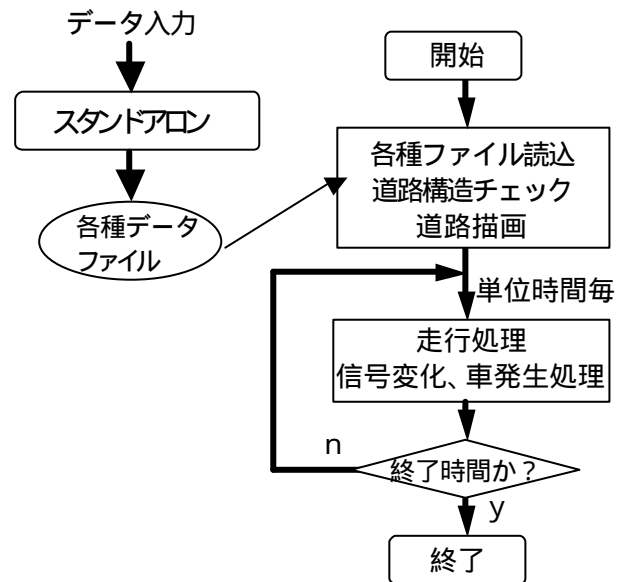 データ入力
スタンドアロン
各種データ
ファイル
開始
各種ファイル読込
道路構造チェック
道路描画
単位時間毎
走行処理
信号変化、車発生処理
n
終了時間か？
y
終了